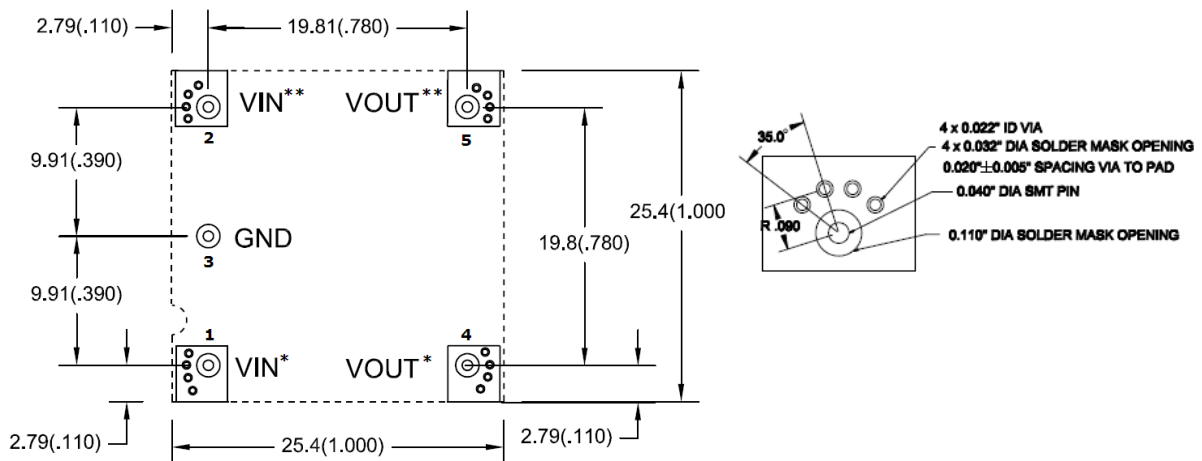 2.79(.110)
19.81(.780)
VIN**
VOUT**
2
5
9.91(.390)
GND
3
25.4(1.000
19.8(.780)
9.91(.390)
1
4
VIN*
VOUT*
2.79(.110)
25.4(1.000)
2.79(.110)
35.0°
4 x 0.022" ID VIA
4 x 0.032" DIA SOLDER MASK OPENING
0.020"±0.005" SPACING VIA TO PAD
0.040" DIA SMT PIN
R .090
0.110" DIA SOLDER MASK OPENING